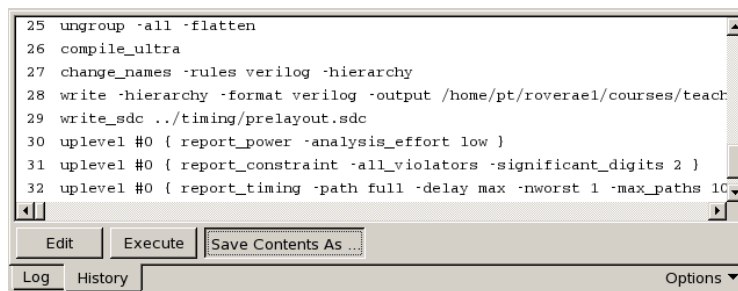 25 ungroup -all -flatten
26 compile_ultra
27 change_names -rules verilog -hierarchy
28 write -hierarchy -format verilog -output /home/pt/roverae1/courses/teach
29 write_sdc ../timing/prelayout.sdc
30 uplevel #0 { report_power -analysis_effort low }
31 uplevel #0 { report_constraint -all_violators -significant_digits 2 }
32 uplevel #0 { report_timing -path full -delay max -nworst 1 -max_paths 10
Edit Execute Save Contents As ...
Log History Options